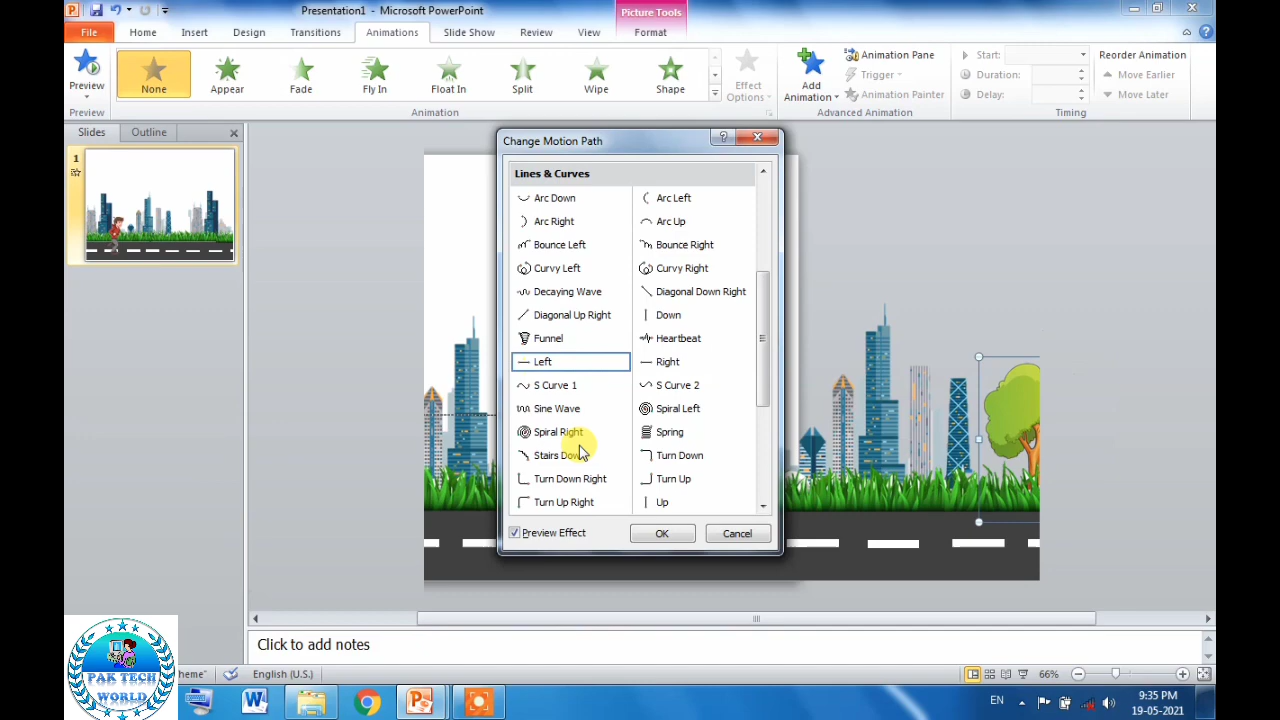 Presentation1 - Microsoft PowerPoint
Picture Tools
File
Home
Insert
Design
Transitions
Animations
Slide Show
Review
View
Format
Preview
None
Appear
Fade
Fly In
Float In
Split
Wipe
Shape
Effect
Options
Add
Animation
Animation Pane
Trigger
Animation Painter
Start:
Duration:
Delay:
Reorder Animation
Move Earlier
Move Later
Preview
Animation
Advanced Animation
Timing
Slides
Outline
1
Change Motion Path
Lines & Curves
Arc Down
Arc Left
Arc Right
Arc Up
Bounce Left
Bounce Right
Curvy Left
Curvy Right
Decaying Wave
Diagonal Down Right
Diagonal Up Right
Down
Funnel
Heartbeat
Left
Right
S Curve 1
S Curve 2
Sine Wave
Spiral Left
Spiral Right
Spring
Stairs Down
Turn Down
Turn Down Right
Turn Up
Turn Up Right
Up
Preview Effect
OK
Cancel
Click to add notes
heme"
English (U.S.)
66%
PAK TECH
WORLD
EN
9:35 PM
19-05-2021